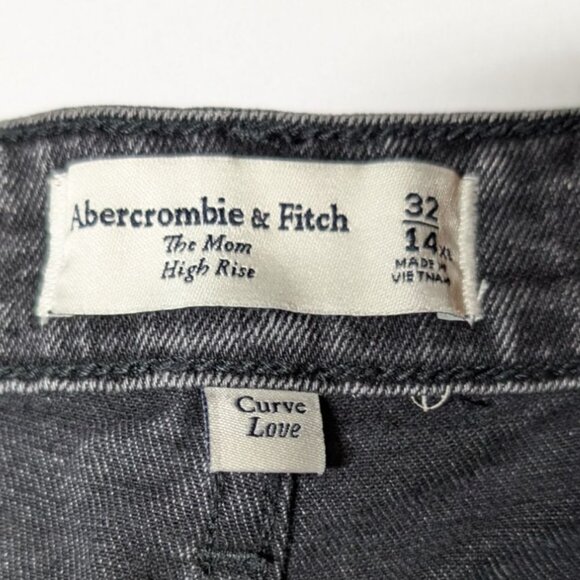 Abercrombie & Fitch
The Mom
High Rise
32
14
MADE IN
VIETNAM
Curve
Love